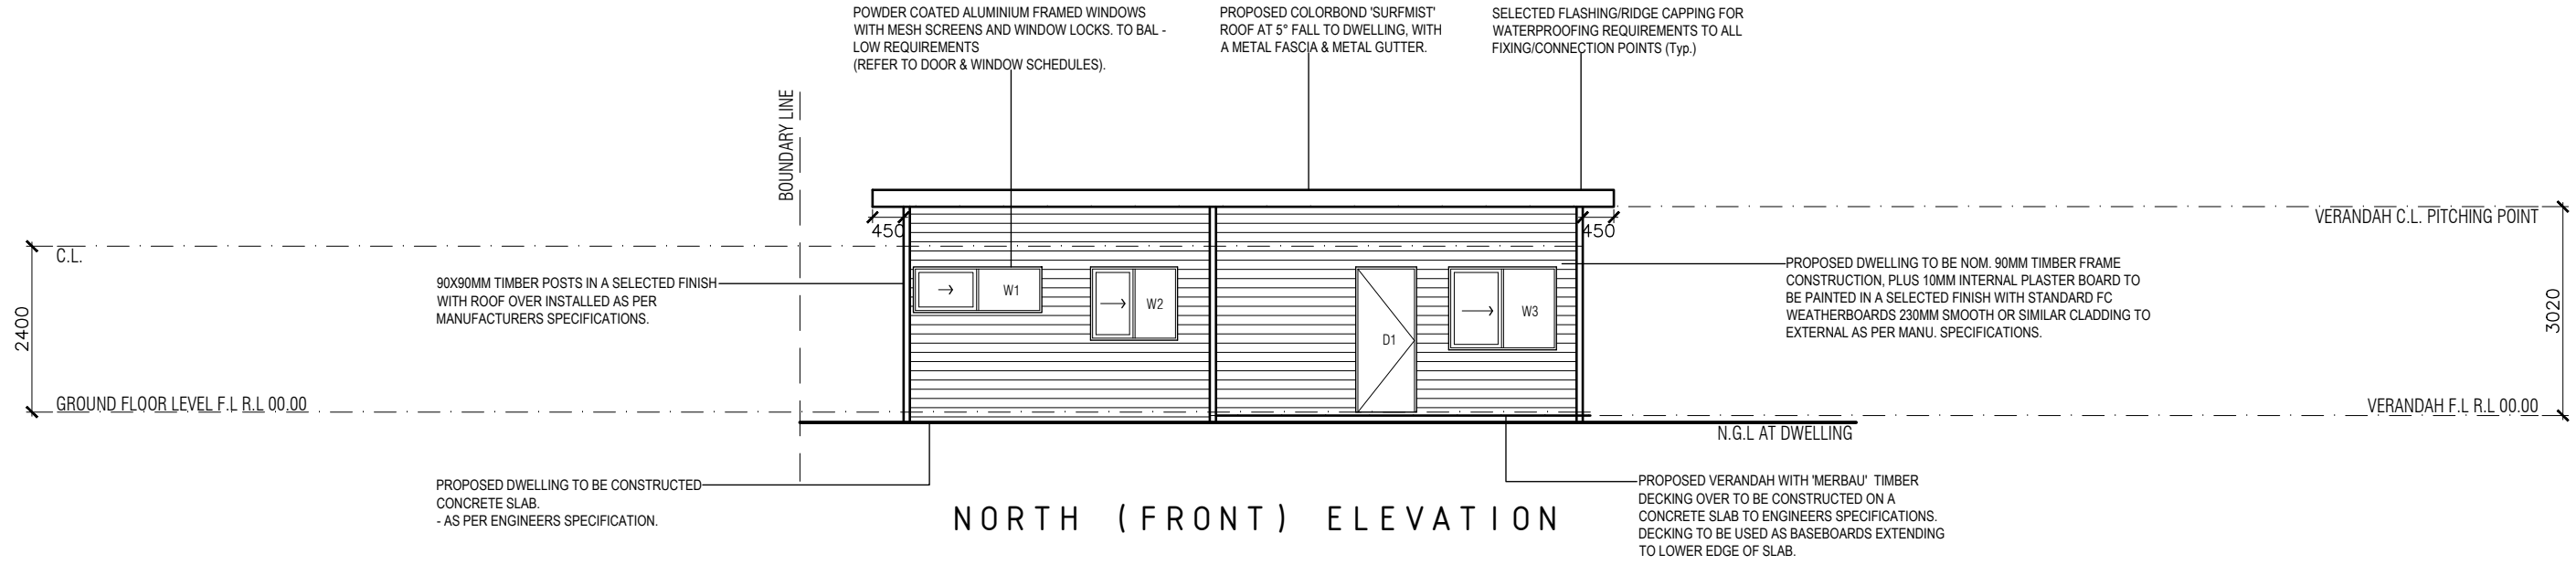 POWDER COATED ALUMINIUM FRAMED WINDOWS
WITH MESH SCREENS AND WINDOW LOCKS. TO BAL -
LOW REQUIREMENTS
(REFER TO DOOR & WINDOW SCHEDULES).
PROPOSED COLORBOND 'SURFMIST'
ROOF AT 5° FALL TO DWELLING, WITH
A METAL FASCIA & METAL GUTTER.
SELECTED FLASHING/RIDGE CAPPING FOR
WATERPROOFING REQUIREMENTS TO ALL
FIXING/CONNECTION POINTS (Typ.)
BOUNDARY LINE
450
450
VERANDAH C.L. PITCHING POINT
C.L.
2400
3020
90X90MM TIMBER POSTS IN A SELECTED FINISH
WITH ROOF OVER INSTALLED AS PER
MANUFACTURERS SPECIFICATIONS.
W1
W2
D1
W3
PROPOSED DWELLING TO BE NOM. 90MM TIMBER FRAME
CONSTRUCTION, PLUS 10MM INTERNAL PLASTER BOARD TO
BE PAINTED IN A SELECTED FINISH WITH STANDARD FC
WEATHERBOARDS 230MM SMOOTH OR SIMILAR CLADDING TO
EXTERNAL AS PER MANU. SPECIFICATIONS.
GROUND FLOOR LEVEL F.L R.L 00.00
VERANDAH F.L R.L 00.00
N.G.L AT DWELLING
PROPOSED DWELLING TO BE CONSTRUCTED
CONCRETE SLAB.
- AS PER ENGINEERS SPECIFICATION.
PROPOSED VERANDAH WITH 'MERBAU' TIMBER
DECKING OVER TO BE CONSTRUCTED ON A
CONCRETE SLAB TO ENGINEERS SPECIFICATIONS.
DECKING TO BE USED AS BASEBOARDS EXTENDING
TO LOWER EDGE OF SLAB.
NORTH (FRONT) ELEVATION